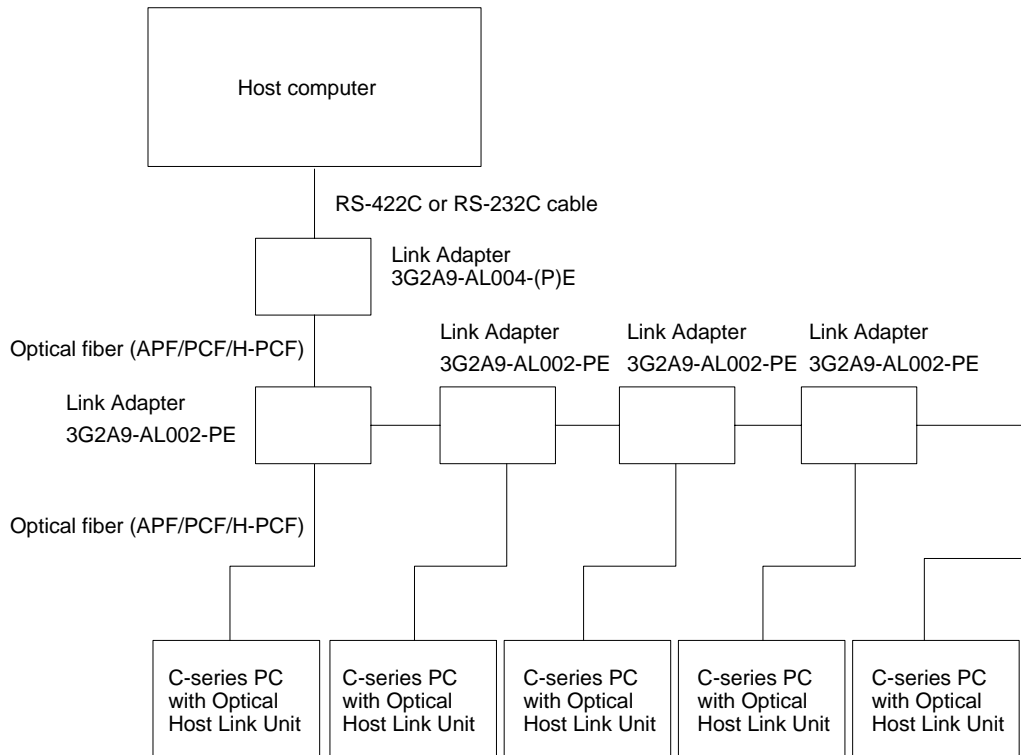 Host computer
RS-422C or RS-232C cable
Link Adapter
3G2A9-AL004-(P)E
Optical fiber (APF/PCF/H-PCF)
Link Adapter
3G2A9-AL002-PE
Link Adapter
3G2A9-AL002-PE
Link Adapter
3G2A9-AL002-PE
Link Adapter
3G2A9-AL002-PE
Optical fiber (APF/PCF/H-PCF)
C-series PC
with Optical
Host Link Unit
C-series PC
with Optical
Host Link Unit
C-series PC
with Optical
Host Link Unit
C-series PC
with Optical
Host Link Unit
C-series PC
with Optical
Host Link Unit